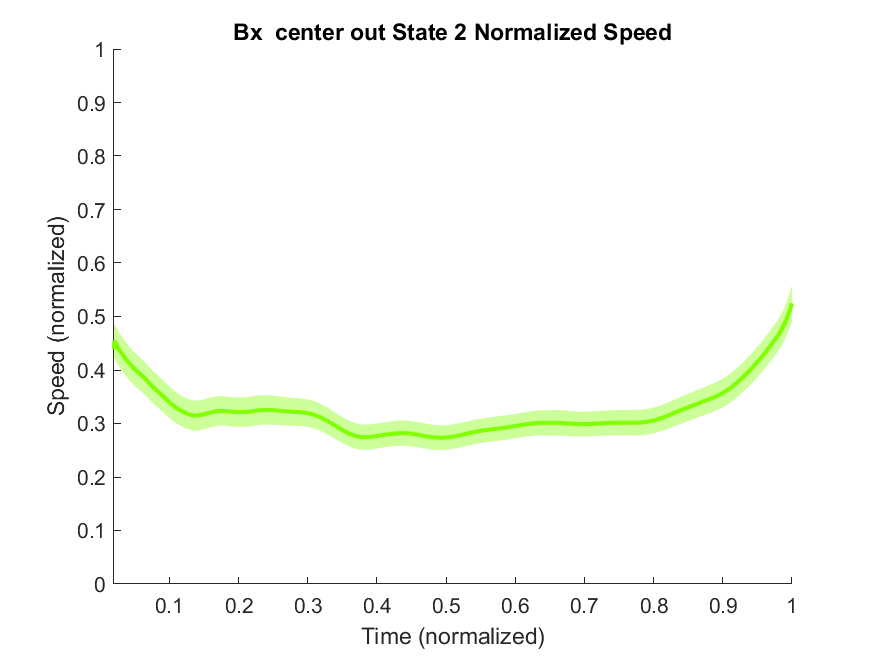 Bx  center out State 2 Normalized Speed
1
0.9
0.8
0.7
0.6
0.5
0.4
0.3
0.2
0.1
0
Speed (normalized)
0.1 0.2 0.3 0.4 0.5 0.6 0.7 0.8 0.9 1
Time (normalized)